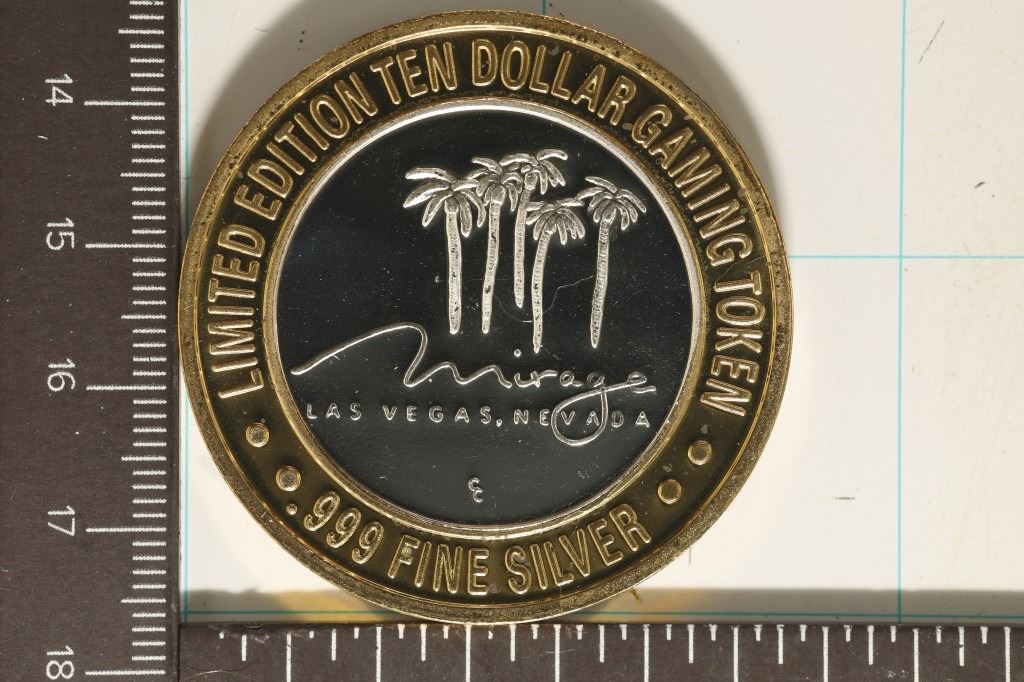 LIMITED EDITION TEN DOLLAR GAMING TOKEN
mirage
LAS VEGAS, NEVADA
.999 FINE SILVER
14
15
16
17
18